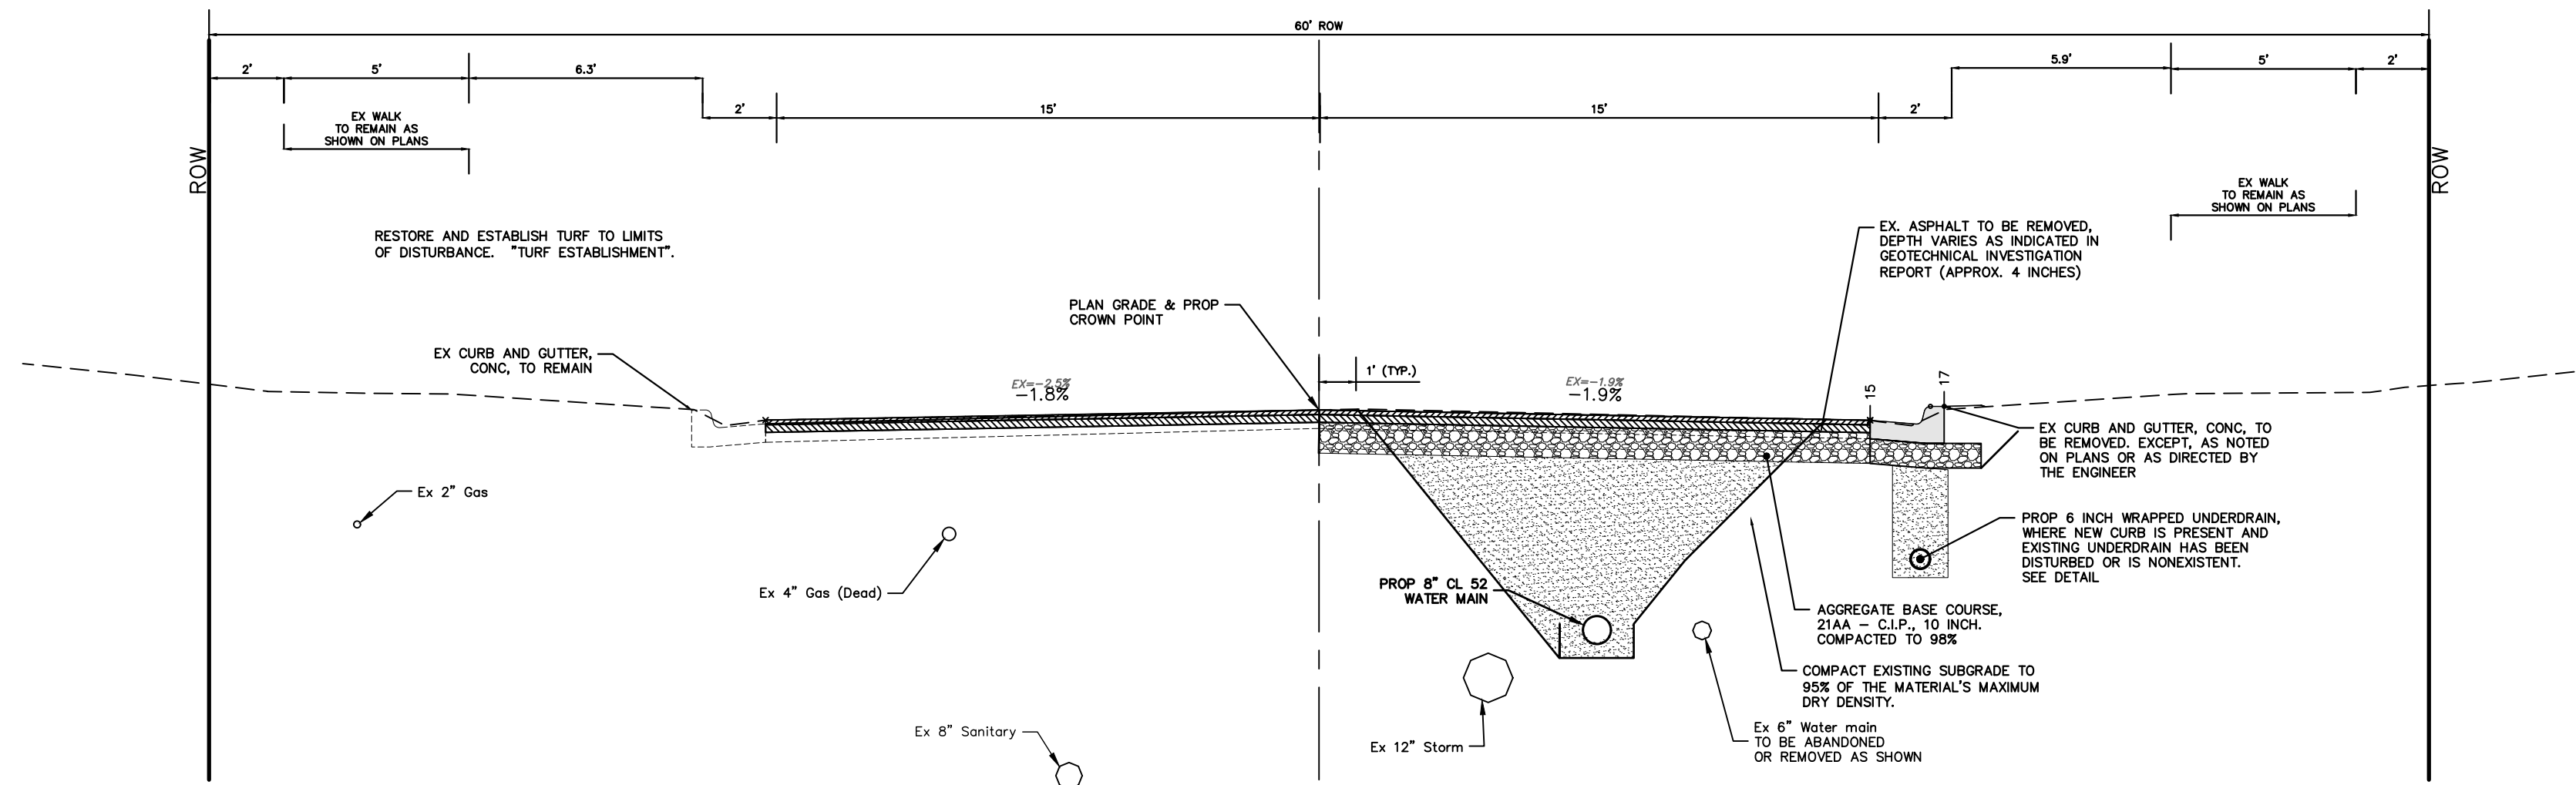 60' ROW
2'
5'
6.3'
2'
15'
15'
2'
5.9'
5'
2'
EX WALK
TO REMAIN AS
SHOWN ON PLANS
ROW
ROW
EX WALK
TO REMAIN AS
SHOWN ON PLANS
RESTORE AND ESTABLISH TURF TO LIMITS
OF DISTURBANCE. "TURF ESTABLISHMENT".
EX. ASPHALT TO BE REMOVED,
DEPTH VARIES AS INDICATED IN
GEOTECHNICAL INVESTIGATION
REPORT (APPROX. 4 INCHES)
PLAN GRADE & PROP
CROWN POINT
EX CURB AND GUTTER,
CONC, TO REMAIN
EX=-2.5%
-1.8%
1' (TYP.)
EX=-1.9%
-1.9%
15
17
EX CURB AND GUTTER, CONC, TO
BE REMOVED. EXCEPT, AS NOTED
ON PLANS OR AS DIRECTED BY
THE ENGINEER
Ex 2" Gas
Ex 4" Gas (Dead)
PROP 8" CL 52
WATER MAIN
PROP 6 INCH WRAPPED UNDERDRAIN,
WHERE NEW CURB IS PRESENT AND
EXISTING UNDERDRAIN HAS BEEN
DISTURBED OR IS NONEXISTENT.
SEE DETAIL
AGGREGATE BASE COURSE,
21AA - C.I.P., 10 INCH.
COMPACTED TO 98%
COMPACT EXISTING SUBGRADE TO
95% OF THE MATERIAL'S MAXIMUM
DRY DENSITY.
Ex 8" Sanitary
Ex 12" Storm
Ex 6" Water main
TO BE ABANDONED
OR REMOVED AS SHOWN